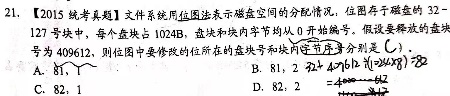 21. 【2015 统考真题】文件系统用位图法表示磁盘空间的分配情况，位图存于磁盘的 32～
127 号块中，每个盘块占 1024B，盘块和块内字节均从 0 开始编号。假设要释放的盘块
号为 409612，则位图中要修改的位所在的盘块号和块内字节序号分别是（ ）。
A. 81，1 B. 81，2 32+409612/(1024×8)=82
C. 82，1 D. 82，2